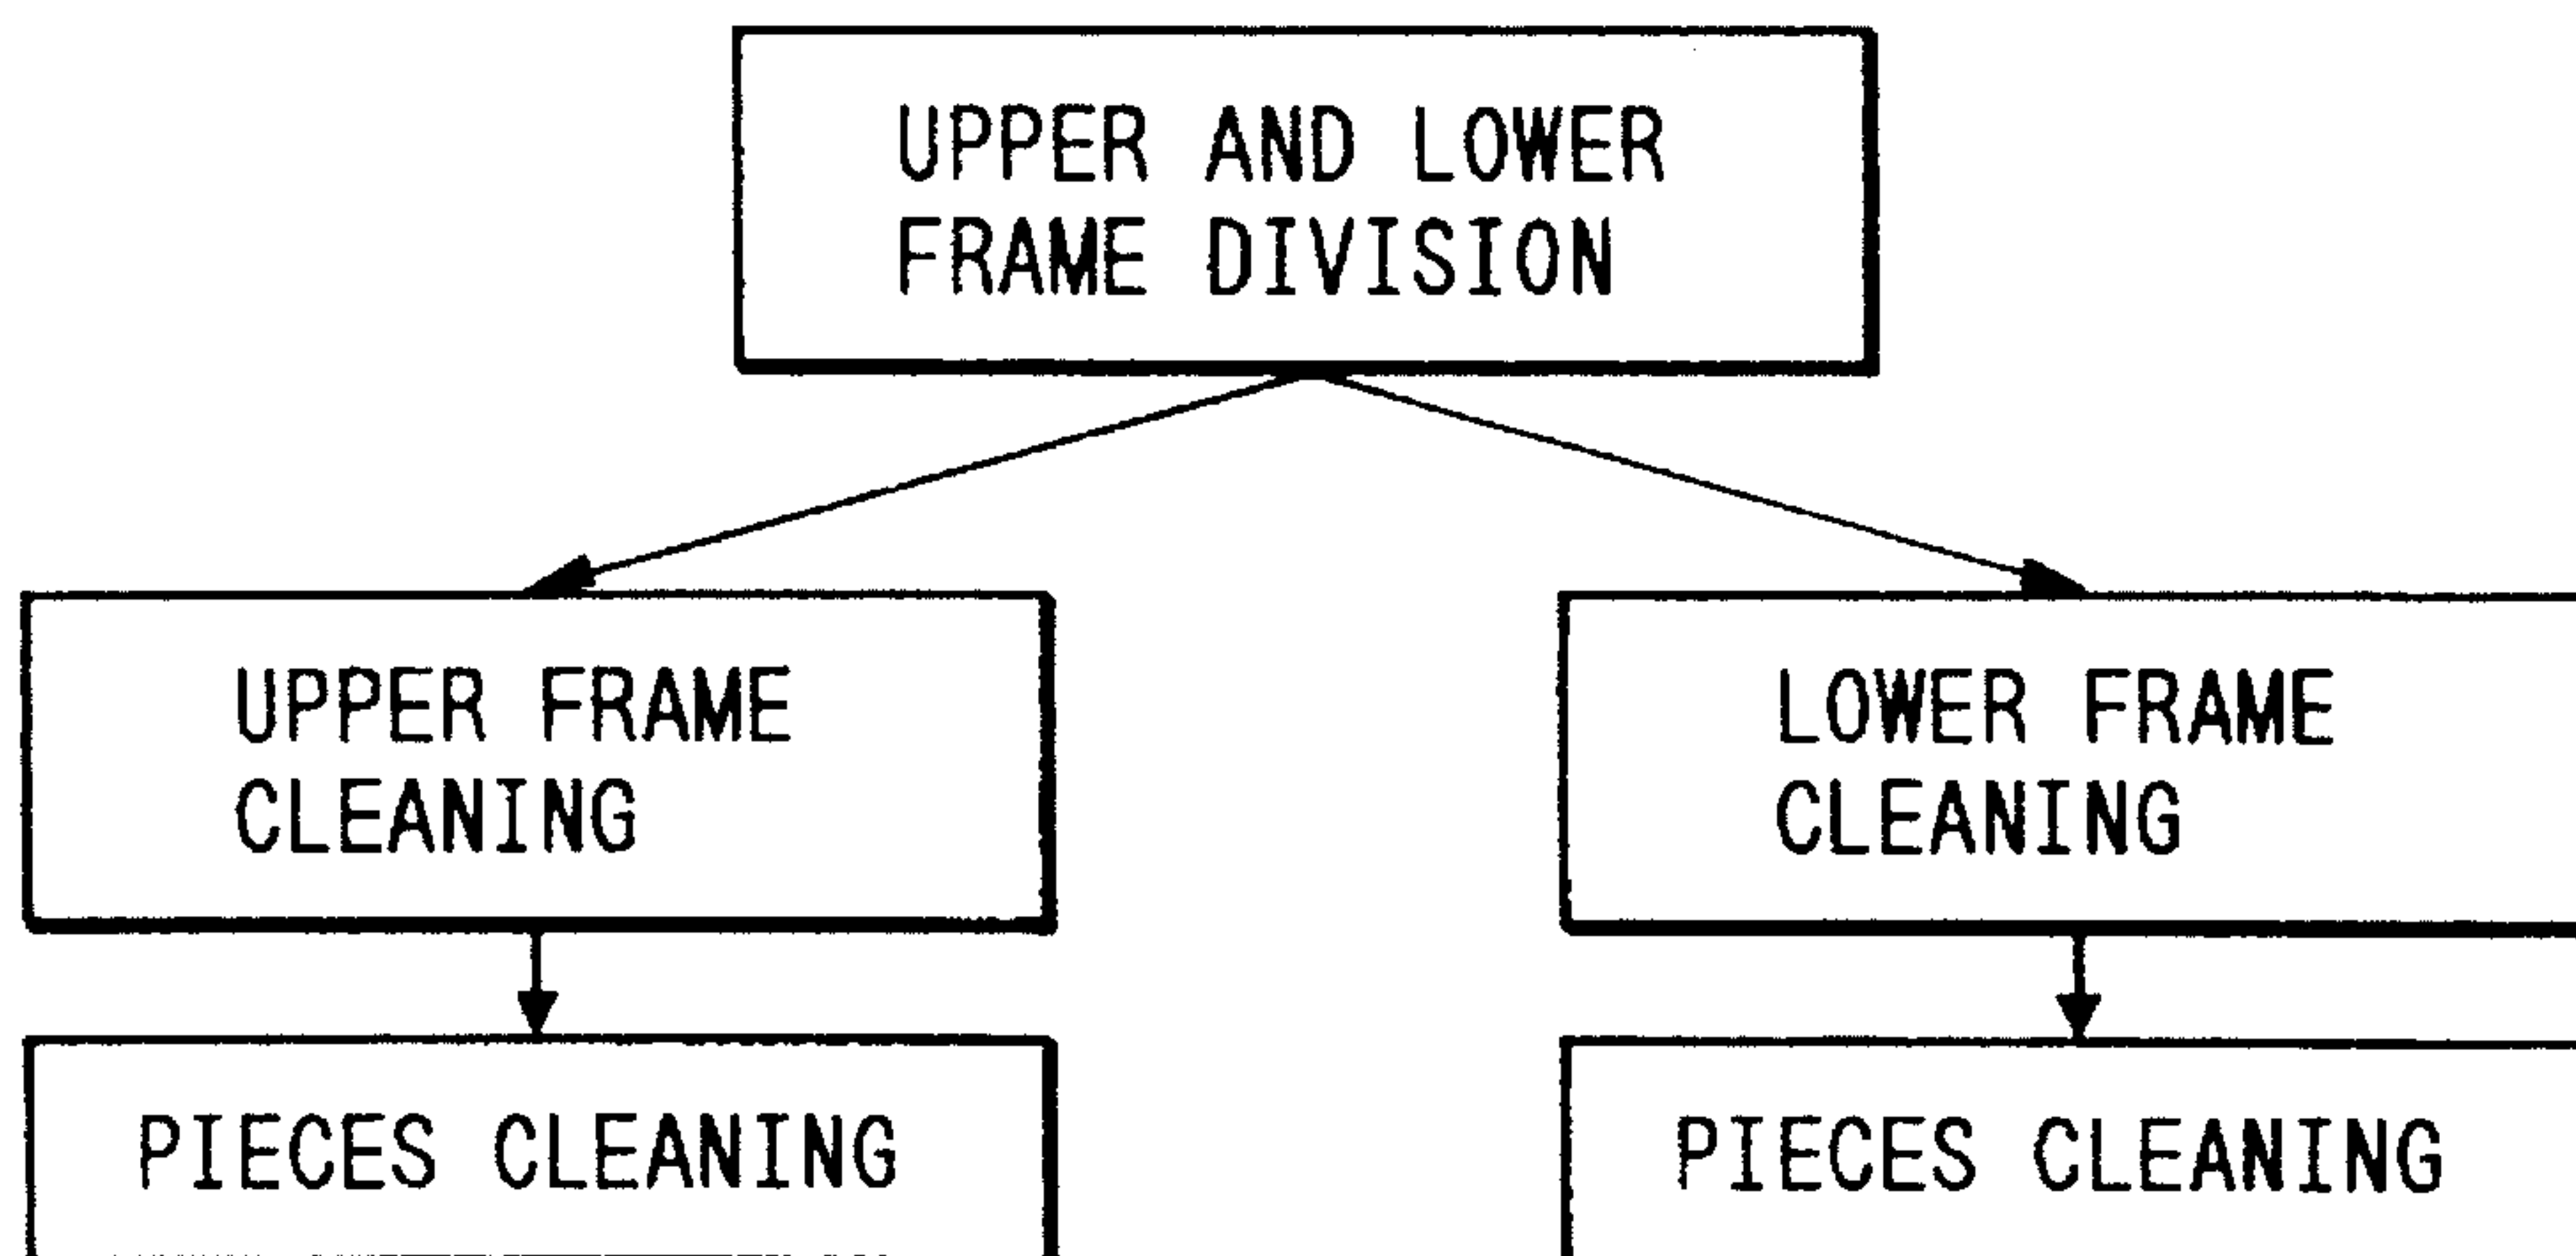 UPPER AND LOWER
FRAME DIVISION
UPPER FRAME
CLEANING
LOWER FRAME
CLEANING
PIECES CLEANING
PIECES CLEANING